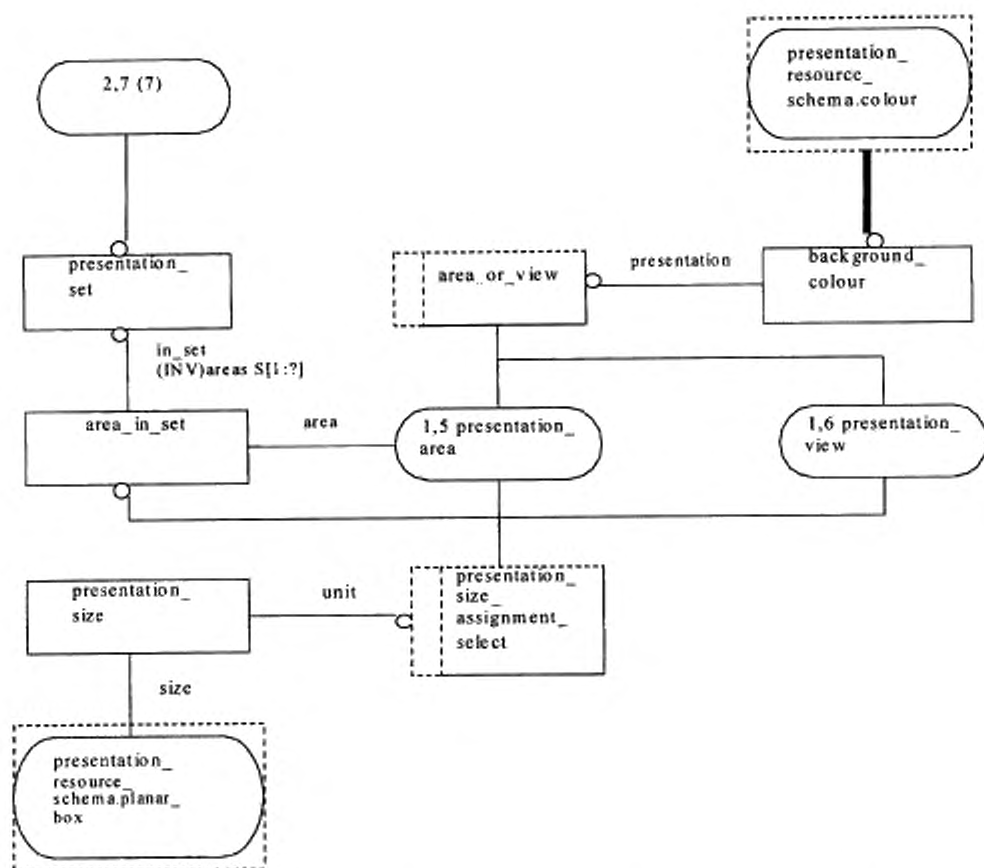 2,7 (7)
presentation_
resource_
schema.colour
presentation_
set
area_or_view
presentation
background_
colour
in_set
(INV)areas S[1:?]
area_in_set
area
1,5 presentation_
area
1,6 presentation_
view
presentation_
size
unit
presentation_
size_
assignment_
select
size
presentation_
resource_
schema.planar_
box